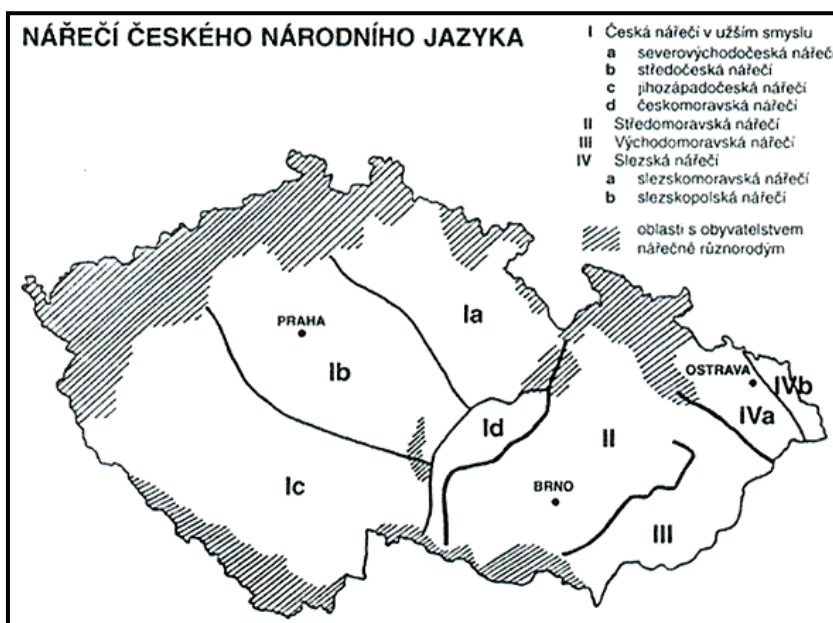 NÁŘEČÍ ČESKÉHO NÁRODNÍHO JAZYKA
I Česká nářečí v užším smyslu
a severovýchodočeská nářečí
b středočeská nářečí
c jihozápadočeská nářečí
d českomoravská nářečí
II Středomoravská nářečí
III Východomoravská nářečí
IV Slezská nářečí
a slezskomoravská nářečí
b slezskopolská nářečí
oblasti s obyvatelstvem
nářečně různorodým
Ia
PRAHA
Ib
OSTRAVA
IVb
IVa
Id
II
Ic
BRNO
III